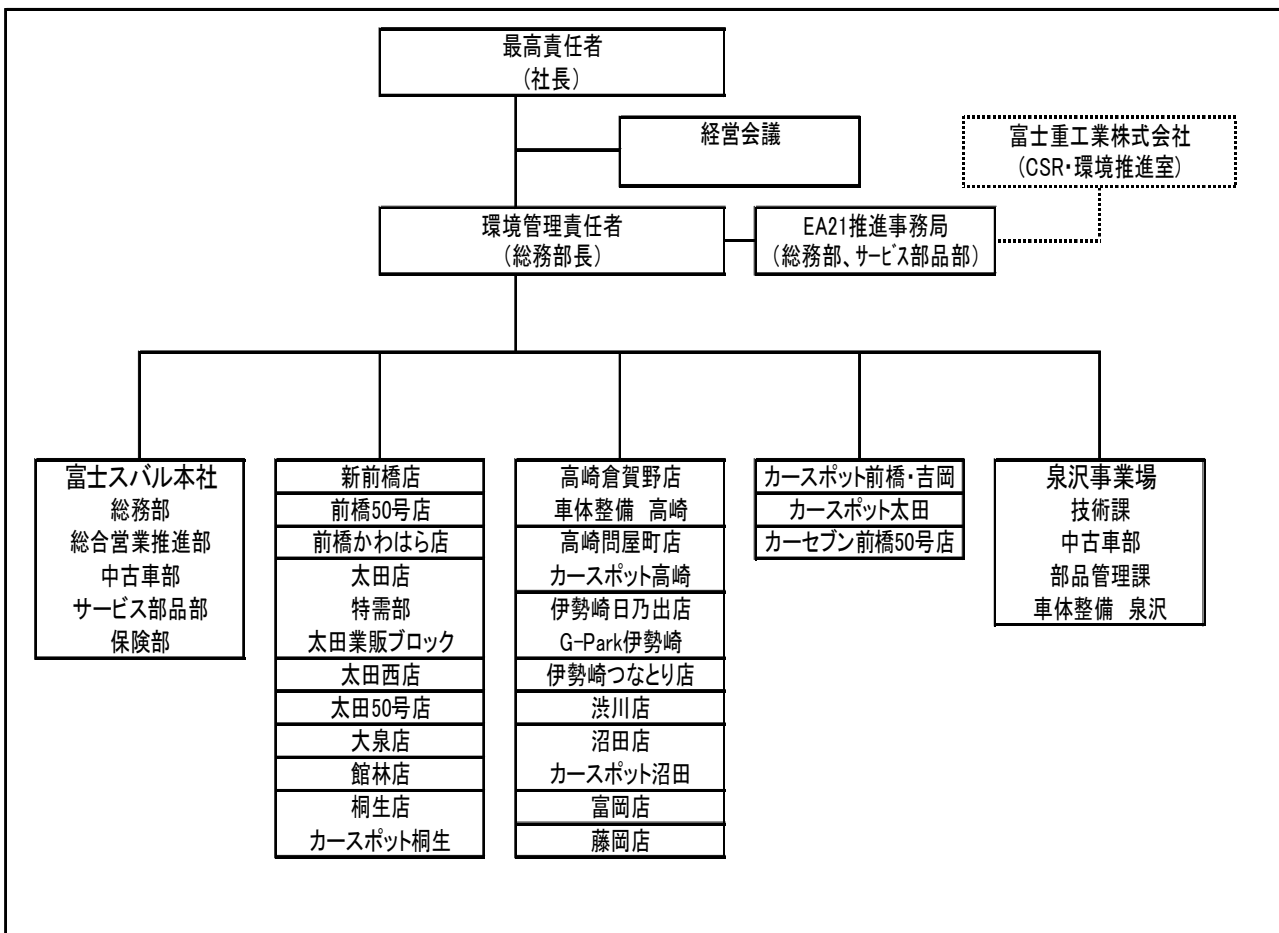 最高責任者
(社長)
経営会議
富士重工業株式会社
(CSR・環境推進室)
環境管理責任者
(総務部長)
EA21推進事務局
(総務部、サービス部品部)
富士スバル本社
総務部
総合営業推進部
中古車部
サービス部品部
保険部
新前橋店
前橋50号店
前橋かわはら店
太田店
特需部
太田業販ブロック
太田西店
太田50号店
大泉店
館林店
桐生店
カースポット桐生
高崎倉賀野店
車体整備 高崎
高崎問屋町店
カースポット高崎
伊勢崎日乃出店
G-Park伊勢崎
伊勢崎つなとり店
渋川店
沼田店
カースポット沼田
富岡店
藤岡店
カースポット前橋・吉岡
カースポット太田
カーセブン前橋50号店
泉沢事業場
技術課
中古車部
部品管理課
車体整備 泉沢